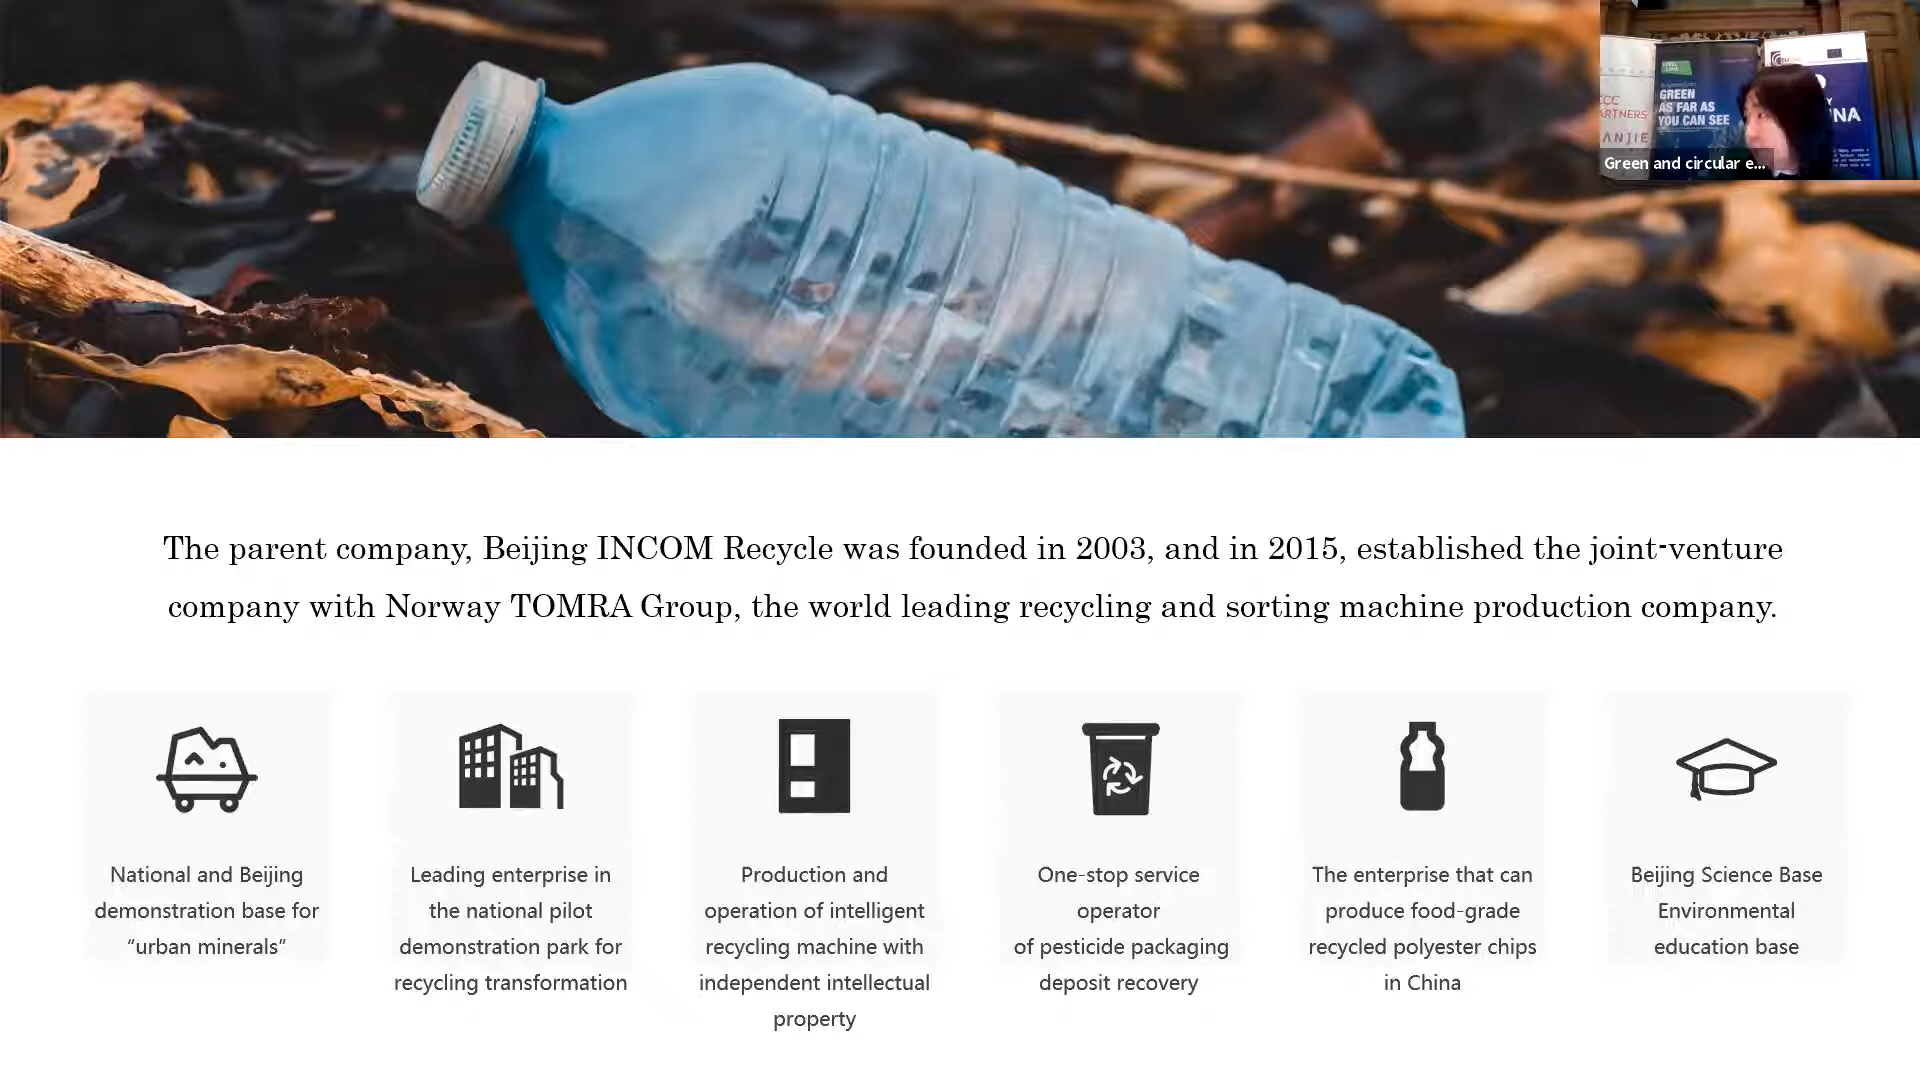 GREEN
AS FAR AS
YOU CAN SEE
Green and circular e...
The parent company, Beijing INCOM Recycle was founded in 2003, and in 2015, established the joint-venture
company with Norway TOMRA Group, the world leading recycling and sorting machine production company.
National and Beijing
demonstration base for
“urban minerals”
Leading enterprise in
the national pilot
demonstration park for
recycling transformation
Production and
operation of intelligent
recycling machine with
independent intellectual
property
One-stop service
operator
of pesticide packaging
deposit recovery
The enterprise that can
produce food-grade
recycled polyester chips
in China
Beijing Science Base
Environmental
education base